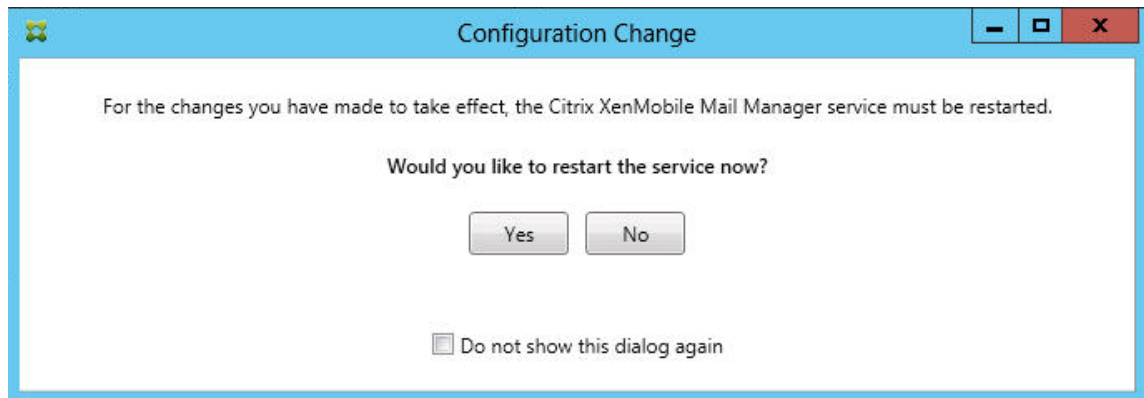 Configuration Change
For the changes you have made to take effect, the Citrix XenMobile Mail Manager service must be restarted.
Would you like to restart the service now?
Yes No
Do not show this dialog again